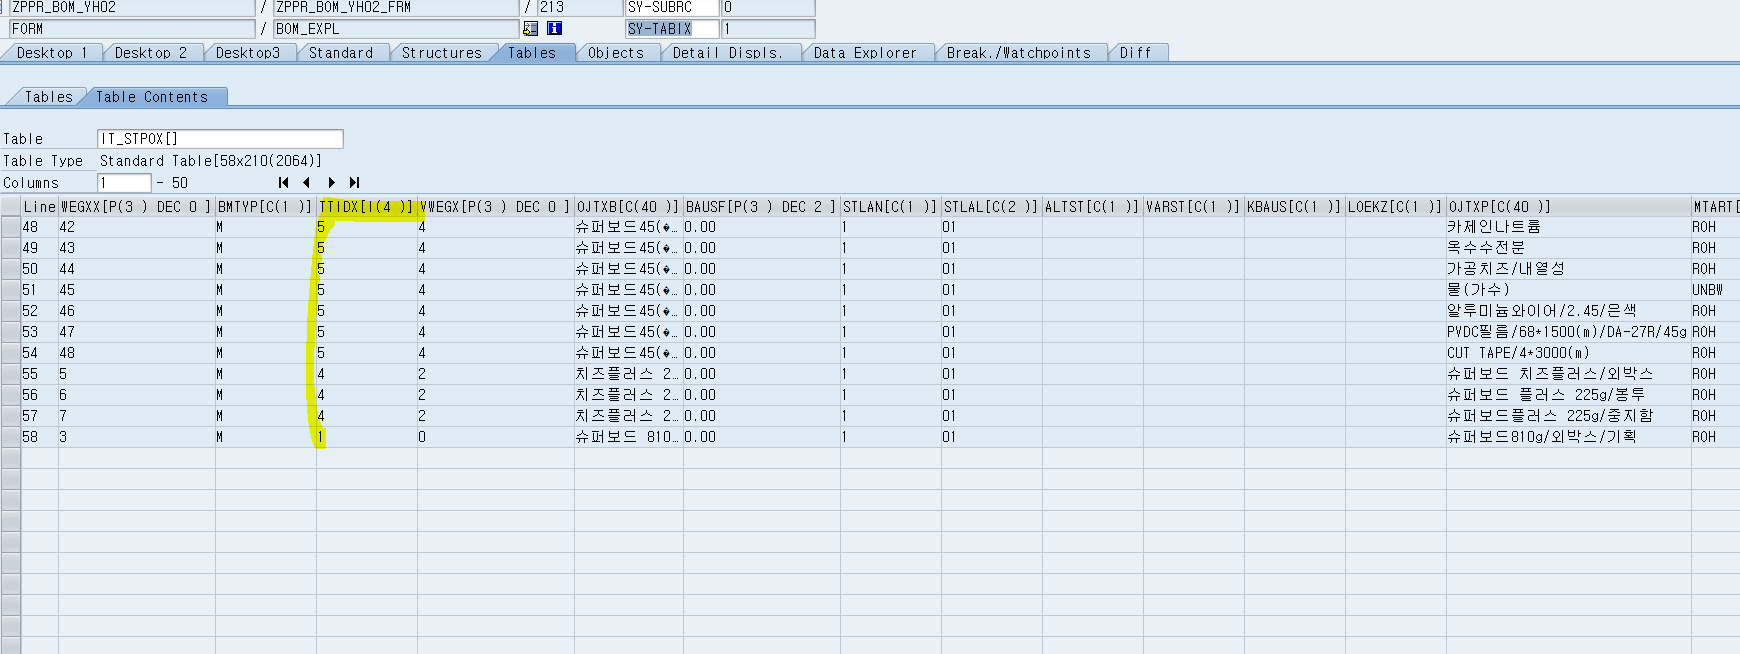 ZPPR_BOM_YH02 / ZPPR_BOM_YH02_FRM / 213 SY-SUBRC 0
FORM / BOM_EXPL SY-TABIX 1
Desktop 1 Desktop 2 Desktop3 Standard Structures Tables Objects Detail Displs. Data Explorer Break./Watchpoints Diff
Tables Table Contents
Table IT_STPOX[]
Table Type Standard Table[58x210(2064)]
Columns 1 - 50
Line WEGXX[P(3 ) DEC 0 ] BMTYP[C(1 )] TTIDX[I(4 )] VWEGX[P(3 ) DEC 0 ] OJTXB[C(40 )] BAUSF[P(3 ) DEC 2 ] STLAN[C(1 )] STLAL[C(2 )] ALTST[C(1 )] VARST[C(1 )] KBAUS[C(1 )] LOEKZ[C(1 )] OJTXP[C(40 )] MTART[
48 42 M 5 4 슈퍼보드45(�… 0.00 1 01 카제인나트륨 ROH
49 43 M 5 4 슈퍼보드45(�… 0.00 1 01 옥수수전분 ROH
50 44 M 5 4 슈퍼보드45(�… 0.00 1 01 가공치즈/내열성 ROH
51 45 M 5 4 슈퍼보드45(�… 0.00 1 01 물(가수) UNBW
52 46 M 5 4 슈퍼보드45(�… 0.00 1 01 알루미늄와이어/2.45/은색 ROH
53 47 M 5 4 슈퍼보드45(�… 0.00 1 01 PVDC필름/68*1500(m)/DA-27R/45g ROH
54 48 M 5 4 슈퍼보드45(�… 0.00 1 01 CUT TAPE/4*3000(m) ROH
55 5 M 4 2 치즈플러스 2… 0.00 1 01 슈퍼보드 치즈플러스/외박스 ROH
56 6 M 4 2 치즈플러스 2… 0.00 1 01 슈퍼보드 플러스 225g/봉투 ROH
57 7 M 4 2 치즈플러스 2… 0.00 1 01 슈퍼보드플러스 225g/중지함 ROH
58 3 M 1 0 슈퍼보드 810… 0.00 1 01 슈퍼보드810g/외박스/기획 ROH